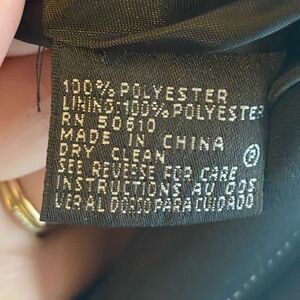 100% POLYESTER
LINING: 100% POLYESTER
RN 50610
MADE IN CHINA
DRY CLEAN
SEE REVERSE FOR CARE ®
INSTRUCTIONS AU DOS
VER AL DORSO PARA CUIDADO